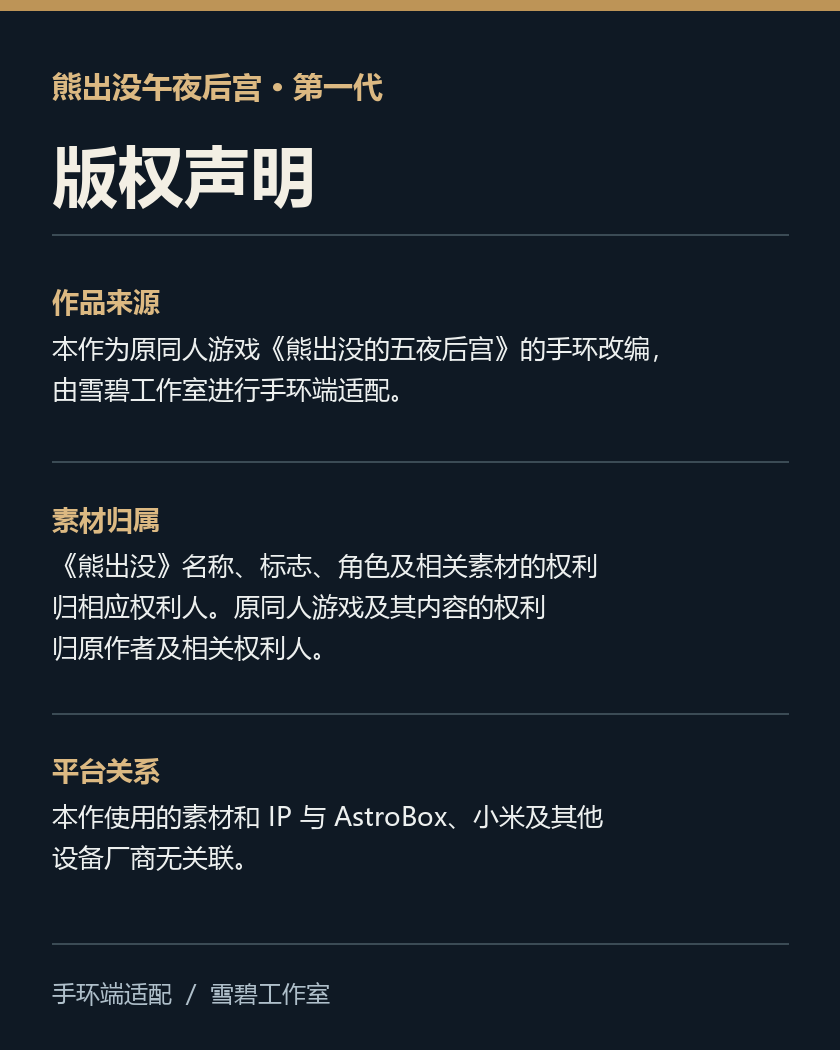 熊出没午夜后宫·第一代
版权声明
作品来源
本作为原同人游戏《熊出没的五夜后宫》的手环改编，
由雪碧工作室进行手环端适配。
素材归属
《熊出没》名称、标志、角色及相关素材的权利
归相应权利人。原同人游戏及其内容的权利
归原作者及相关权利人。
平台关系
本作使用的素材和 IP 与 AstroBox、小米及其他
设备厂商无关联。
手环端适配 / 雪碧工作室